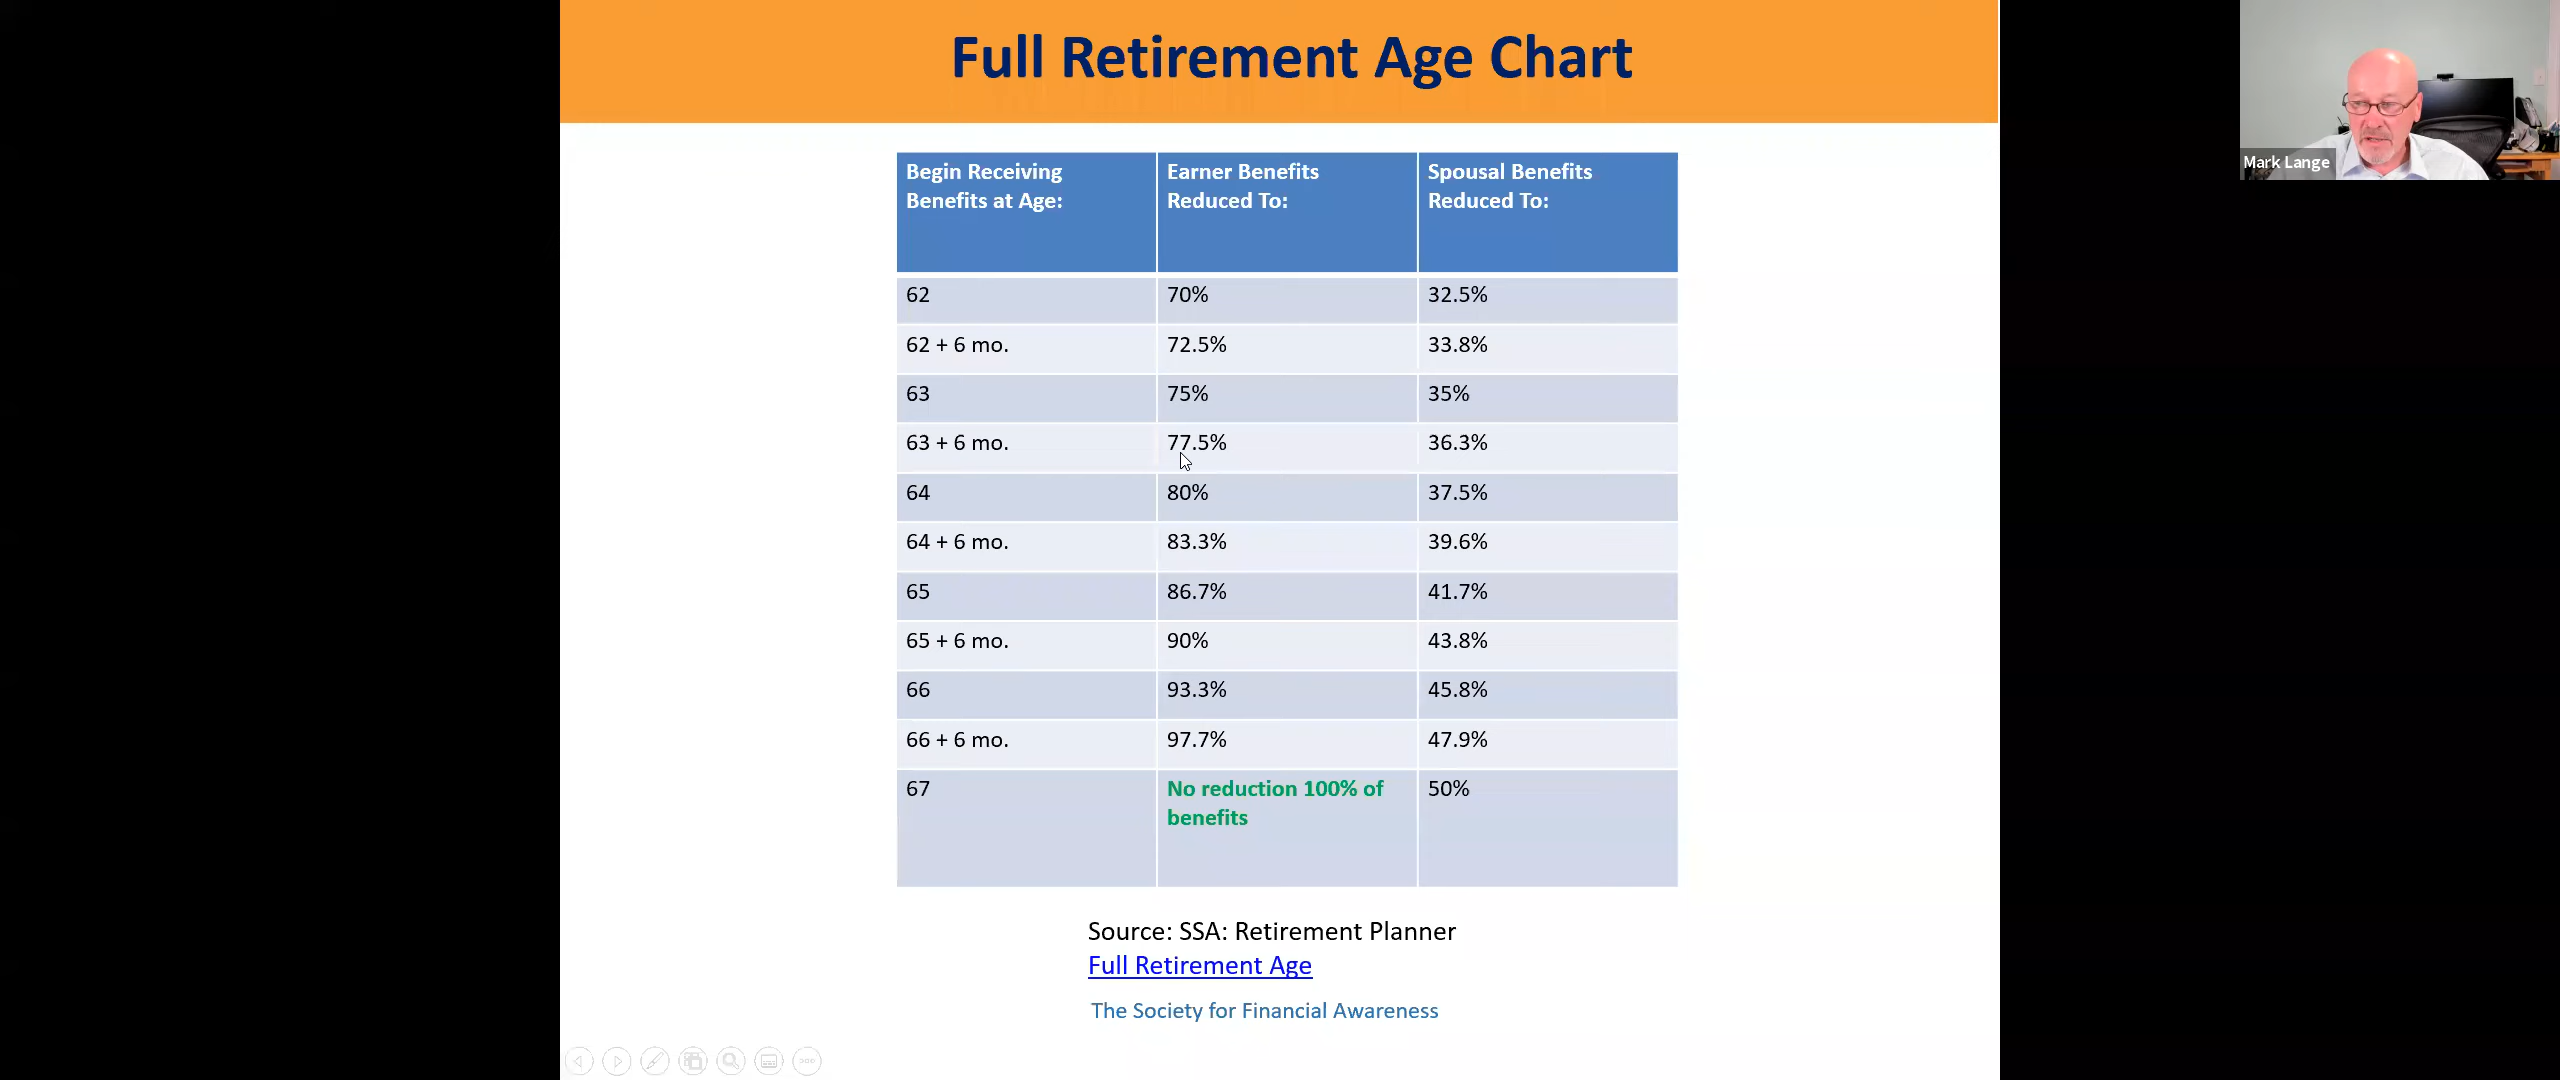 Full Retirement Age Chart
Mark Lange
Begin Receiving Benefits at Age: Earner Benefits Reduced To: Spousal Benefits Reduced To:
62 70% 32.5%
62 + 6 mo. 72.5% 33.8%
63 75% 35%
63 + 6 mo. 77.5% 36.3%
64 80% 37.5%
64 + 6 mo. 83.3% 39.6%
65 86.7% 41.7%
65 + 6 mo. 90% 43.8%
66 93.3% 45.8%
66 + 6 mo. 97.7% 47.9%
67 No reduction 100% of benefits 50%
Source: SSA: Retirement Planner
Full Retirement Age
The Society for Financial Awareness